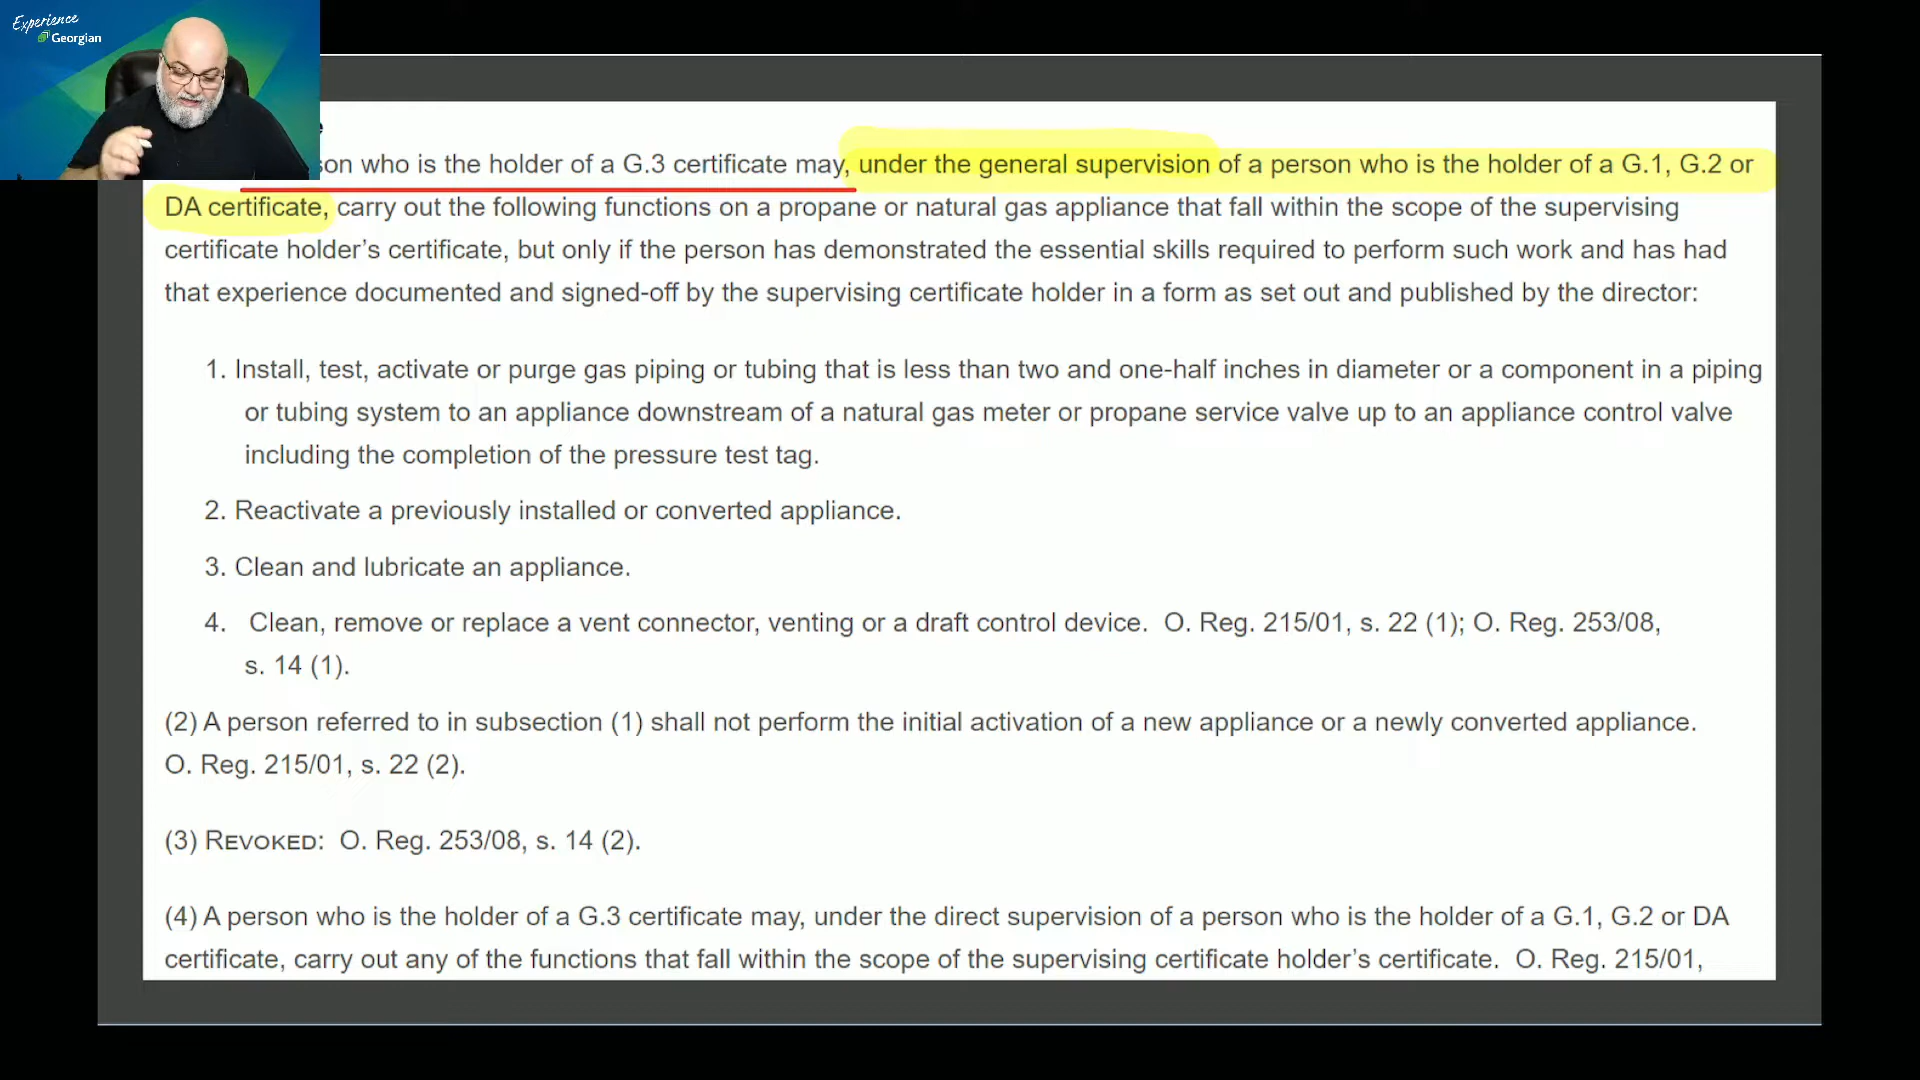 Experience
Georgian
son who is the holder of a G.3 certificate may, under the general supervision of a person who is the holder of a G.1, G.2 or
DA certificate, carry out the following functions on a propane or natural gas appliance that fall within the scope of the supervising
certificate holder’s certificate, but only if the person has demonstrated the essential skills required to perform such work and has had
that experience documented and signed-off by the supervising certificate holder in a form as set out and published by the director:
1. Install, test, activate or purge gas piping or tubing that is less than two and one-half inches in diameter or a component in a piping
or tubing system to an appliance downstream of a natural gas meter or propane service valve up to an appliance control valve
including the completion of the pressure test tag.
2. Reactivate a previously installed or converted appliance.
3. Clean and lubricate an appliance.
4. Clean, remove or replace a vent connector, venting or a draft control device. O. Reg. 215/01, s. 22 (1); O. Reg. 253/08,
s. 14 (1).
(2) A person referred to in subsection (1) shall not perform the initial activation of a new appliance or a newly converted appliance.
O. Reg. 215/01, s. 22 (2).
(3) REVOKED: O. Reg. 253/08, s. 14 (2).
(4) A person who is the holder of a G.3 certificate may, under the direct supervision of a person who is the holder of a G.1, G.2 or DA
certificate, carry out any of the functions that fall within the scope of the supervising certificate holder’s certificate. O. Reg. 215/01,